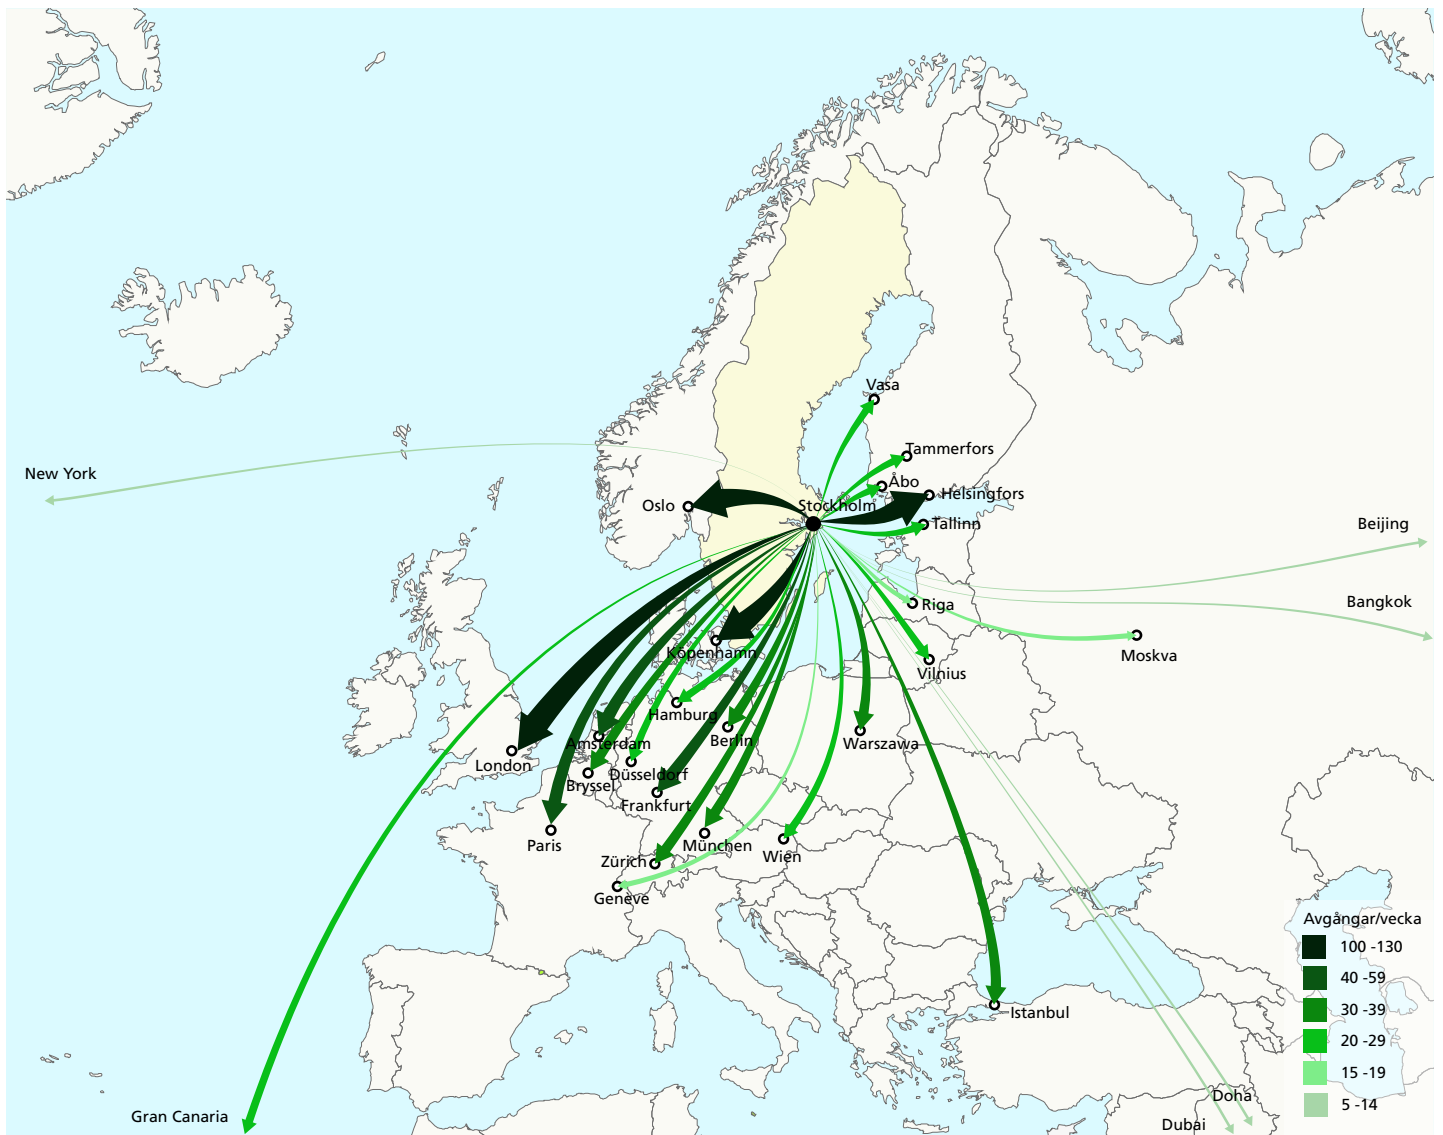 Vasa
Tammerfors
New York
Åbo
Helsingfors
Oslo
Stockholm
Tallinn
Beijing
Bangkok
Riga
Köpenhamn
Moskva
Vilnius
Hamburg
Amsterdam
Berlin
Warszawa
London
Düsseldorf
Bryssel
Frankfurt
Paris
München
Wien
Zürich
Genève
Avgångar/vecka
100 -130
40 -59
30 -39
20 -29
15 -19
5 -14
Istanbul
Doha
Gran Canaria
Dubai